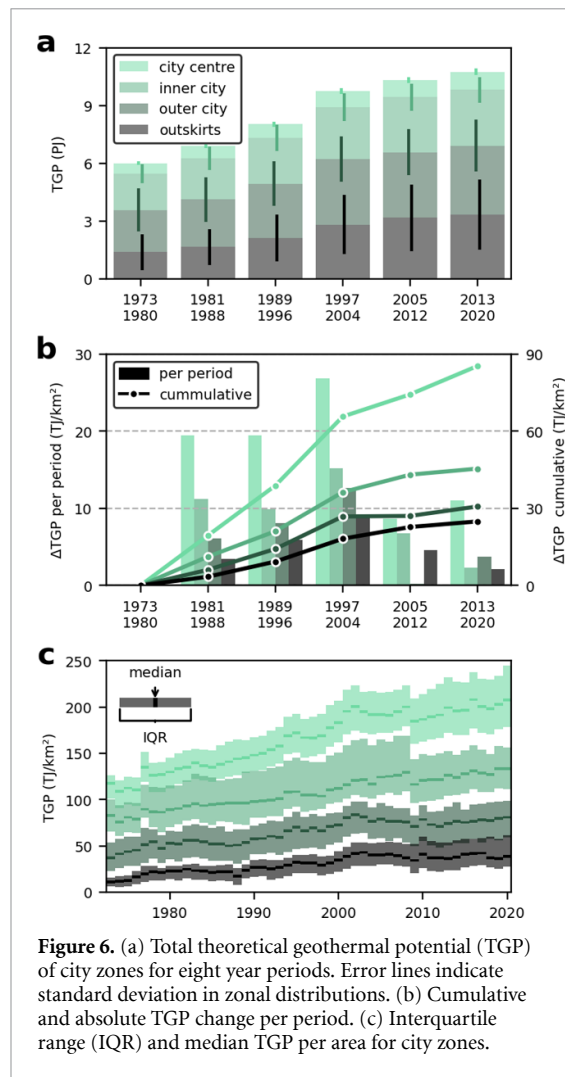 a
12
9
6
3
0
TGP (PJ)
city centre
inner city
outer city
outskirts
1973 1981 1989 1997 2005 2013
1980 1988 1996 2004 2012 2020
b
30
20
10
0
ΔTGP per period (TJ/km²)
per period
cummulative
90
60
30
0
ΔTGP cumulative (TJ/km²)
1973 1981 1989 1997 2005 2013
1980 1988 1996 2004 2012 2020
c
250
200
150
100
50
0
TGP (TJ/km²)
median
IQR
1980 1990 2000 2010 2020
Figure 6. (a) Total theoretical geothermal potential (TGP)
of city zones for eight year periods. Error lines indicate
standard deviation in zonal distributions. (b) Cumulative
and absolute TGP change per period. (c) Interquartile
range (IQR) and median TGP per area for city zones.